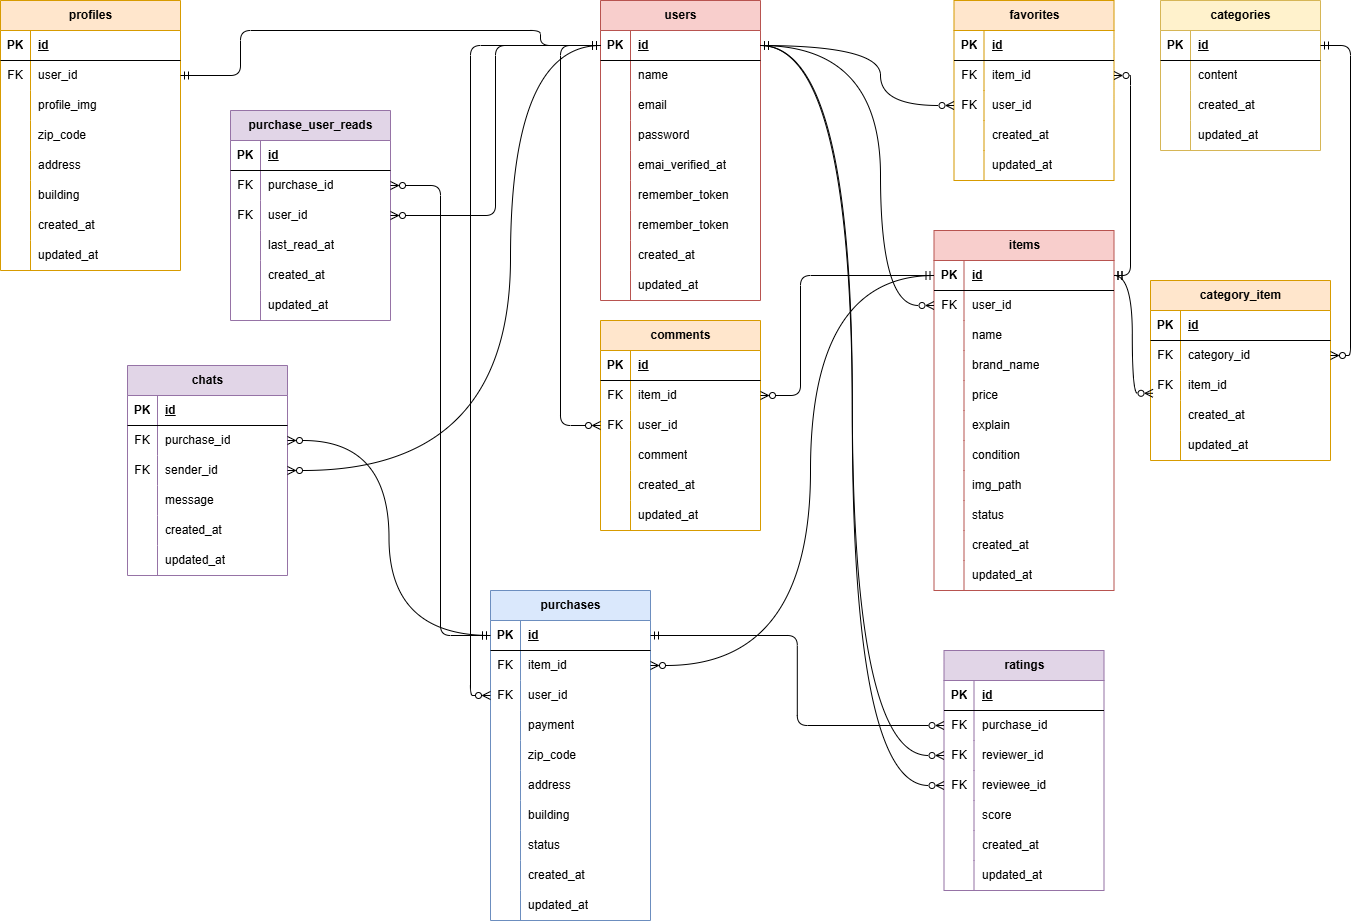 profiles
PK id
FK user_id
profile_img
zip_code
address
building
created_at
updated_at
purchase_user_reads
PK id
FK purchase_id
FK user_id
last_read_at
created_at
updated_at
chats
PK id
FK purchase_id
FK sender_id
message
created_at
updated_at
users
PK id
name
email
password
emai_verified_at
remember_token
remember_token
created_at
updated_at
comments
PK id
FK item_id
FK user_id
comment
created_at
updated_at
purchases
PK id
FK item_id
FK user_id
payment
zip_code
address
building
status
created_at
updated_at
favorites
PK id
FK item_id
FK user_id
created_at
updated_at
items
PK id
FK user_id
name
brand_name
price
explain
condition
img_path
status
created_at
updated_at
ratings
PK id
FK purchase_id
FK reviewer_id
FK reviewee_id
score
created_at
updated_at
categories
PK id
content
created_at
updated_at
category_item
PK id
FK category_id
FK item_id
created_at
updated_at